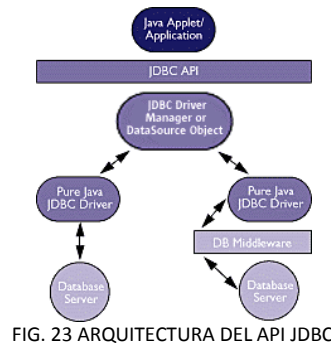 Java Applet/
Application
JDBC API
JDBC Driver
Manager or
DataSource Object
Pure Java
JDBC Driver
Pure Java
JDBC Driver
DB Middleware
Database
Server
Database
Server
FIG. 23 ARQUITECTURA DEL API JDBC